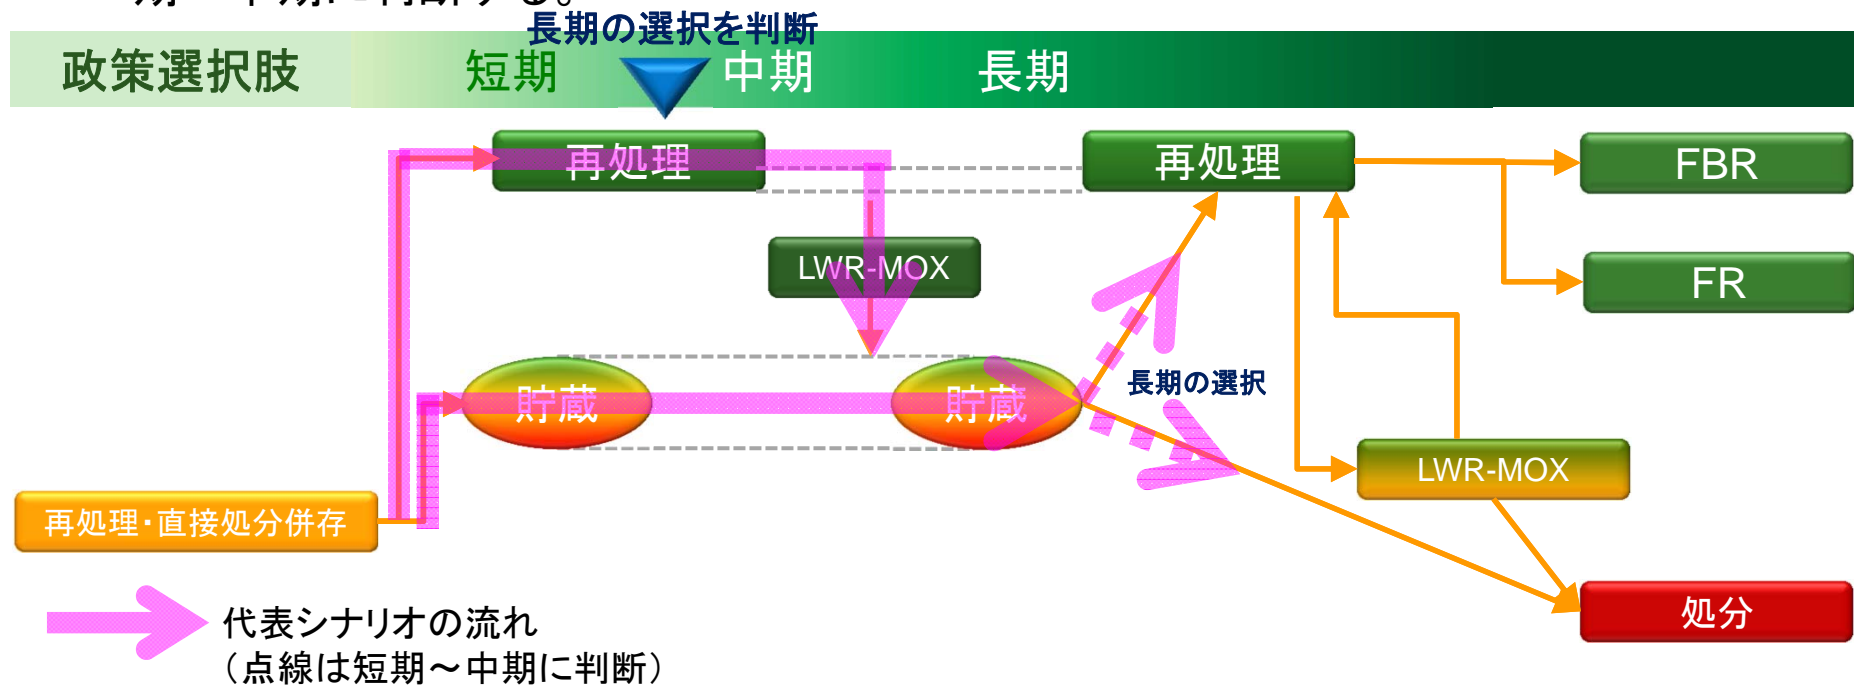 長期の選択を判断
政策選択肢
短期
中期
長期
再処理
再処理
FBR
LWR-MOX
FR
貯蔵
貯蔵
長期の選択
LWR-MOX
再処理・直接処分併存
処分
代表シナリオの流れ
（点線は短期～中期に判断）